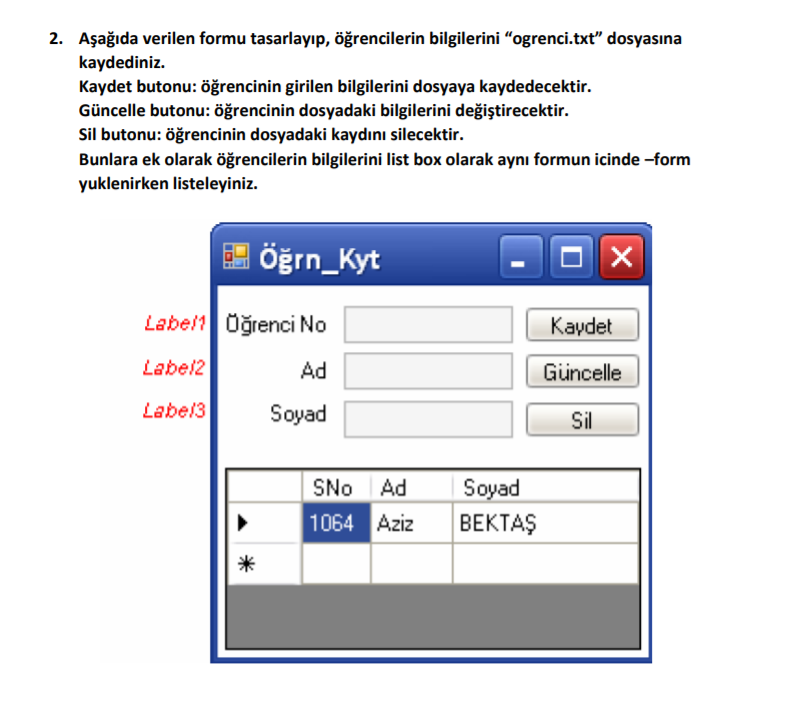 2. Aşağıda verilen formu tasarlayıp, öğrencilerin bilgilerini “ogrenci.txt” dosyasına
kaydediniz.
Kaydet butonu: öğrencinin girilen bilgilerini dosyaya kaydedecektir.
Güncelle butonu: öğrencinin dosyadaki bilgilerini değiştirecektir.
Sil butonu: öğrencinin dosyadaki kaydını silecektir.
Bunlara ek olarak öğrencilerin bilgilerini list box olarak aynı formun icinde –form
yuklenirken listeleyiniz.
Öğrn_Kyt
Label1 Öğrenci No Kaydet
Label2 Ad Güncelle
Label3 Soyad Sil
SNo Ad Soyad
1064 Aziz BEKTAŞ